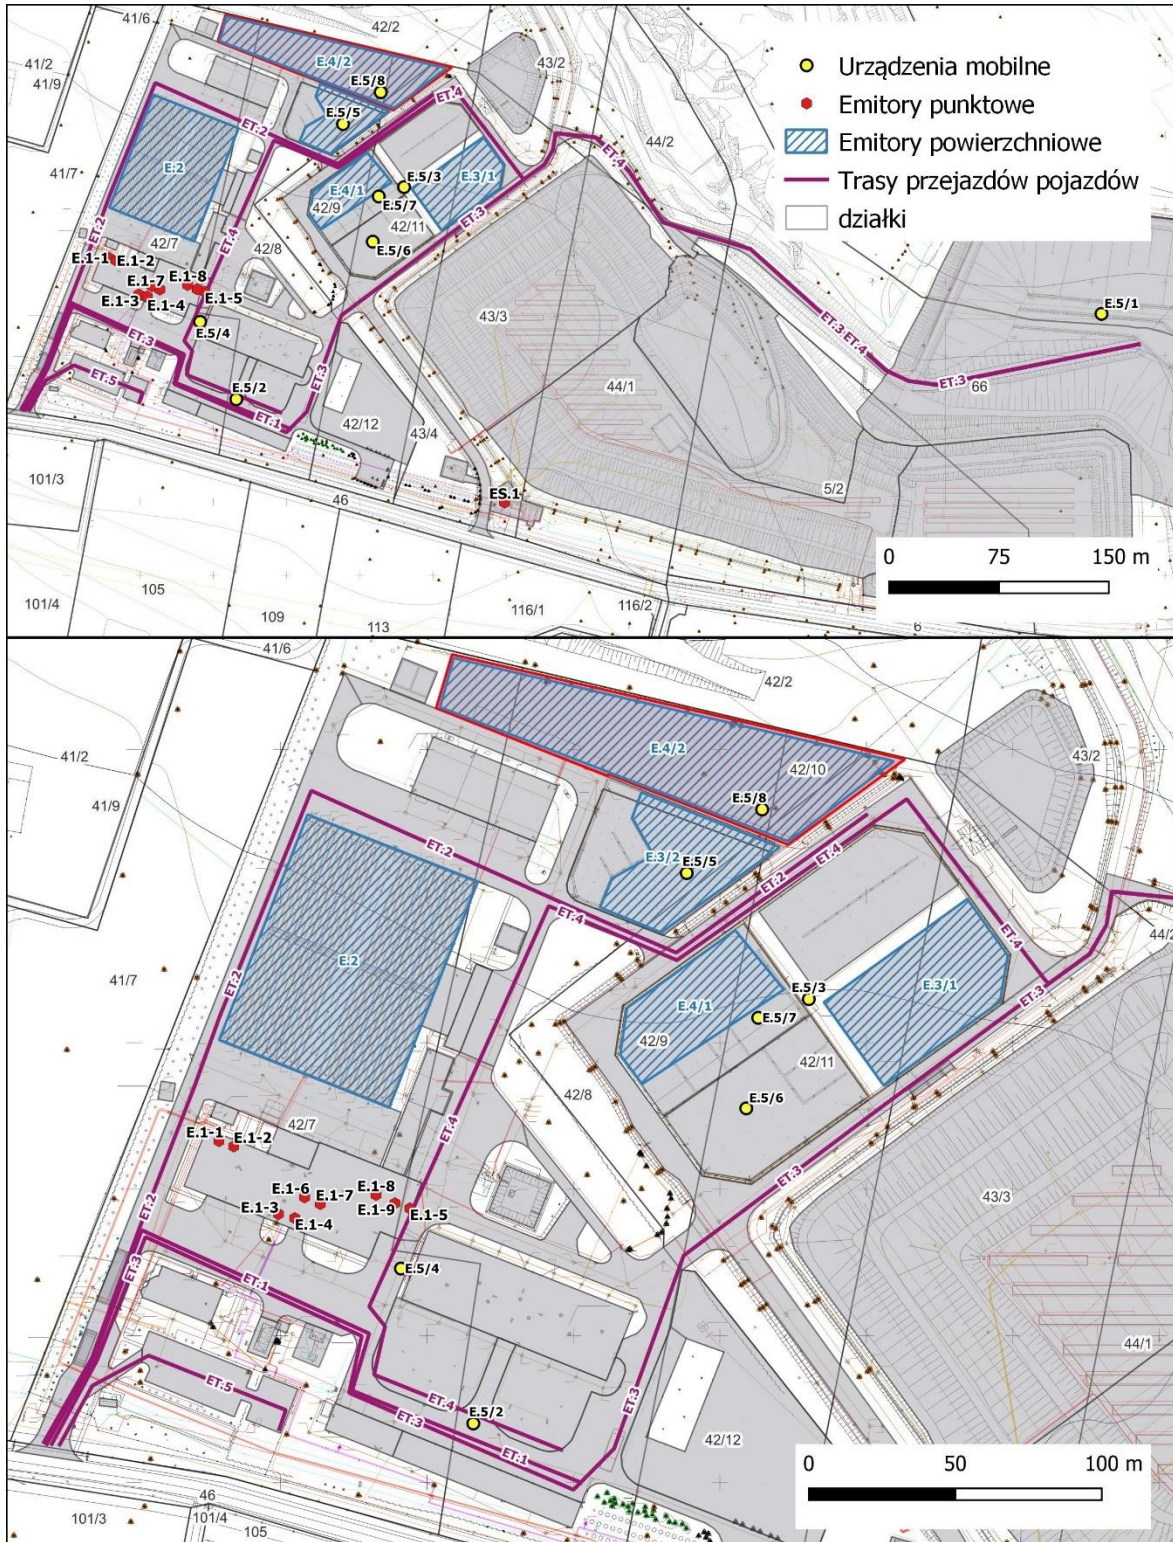 41/6
42/2
41/2
41/9
E.4/2
43/2
Urządzenia mobilne
Emitory punktowe
Emitory powierzchniowe
Trasy przejazdów pojazdów
działki
E.5/8
ET:4
E.5/5
ET:2
44/2
ET:4
41/7
E.2
E.5/3
E.3/1
E.4/1
E.5/7
42/9
42/11
ET:3
ET:2
ET:4
42/7
42/8
E.5/6
E.1-1
E.1-2
E.1-7
E.1-8
E.1-3
E.1-4
E.1-5
43/3
E.5/1
E.5/4
ET:3
ET:3
ET:4
ET:3
ET:3
ET:5
E.5/2
44/1
66
ET:1
42/12
43/4
101/3
46
ES.1
5/2
0 75 150 m
101/4
105
109
113
116/1
116/2
6
41/6
42/2
41/2
E.4/2
43/2
42/10
41/9
E.5/8
ET:2
E.3/2
E.5/5
ET:4
ET:2
ET:4
44/2
41/7
E.2
ET:2
ET:4
E.3/1
E.5/3
ET:3
E.4/1
E.5/7
42/9
42/11
42/8
E.5/6
42/7
ET:4
E.1-1
E.1-2
ET:3
E.1-6
E.1-8
E.1-7
E.1-9
E.1-3
E.1-4
E.1-5
ET:2
43/3
ET:3
ET:1
E.5/4
44/1
ET:5
ET:4
E.5/2
ET:3
ET:3
ET:1
42/12
0 50 100 m
46
101/3
101/4
105